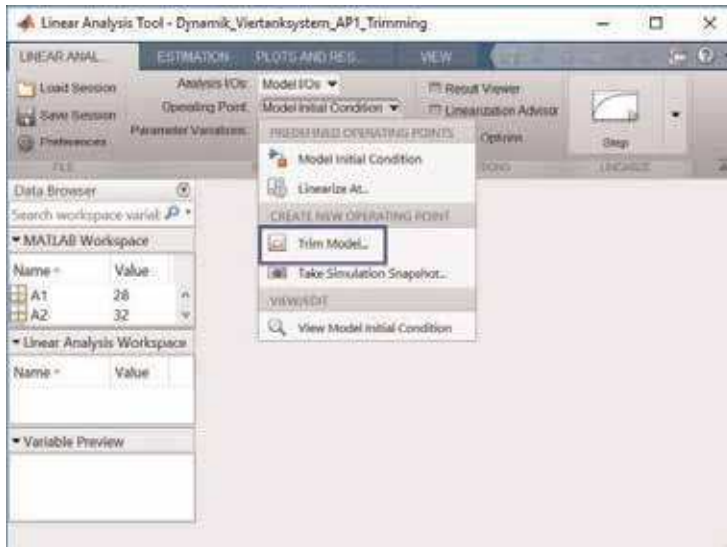 Linear Analysis Tool - Dynamik_Viertanksystem_AP1_Trimming
LINEAR ANAL... ESTIMATION PLOTS AND RES... VIEW
Load Session
Save Session
Preferences
FILE
Analysis I/Os: Model I/Os
Operating Point: Model Initial Condition
Parameter Variations:
Result Viewer
Linearization Advisor
Options
Step
LINEARIZE
PREDEFINED OPERATING POINTS
Model Initial Condition
Linearize At...
CREATE NEW OPERATING POINT
Trim Model...
Take Simulation Snapshot...
VIEW/EDIT
View Model Initial Condition
Data Browser
Search workspace variabl
MATLAB Workspace
Name Value
A1 28
A2 32
Linear Analysis Workspace
Name Value
Variable Preview